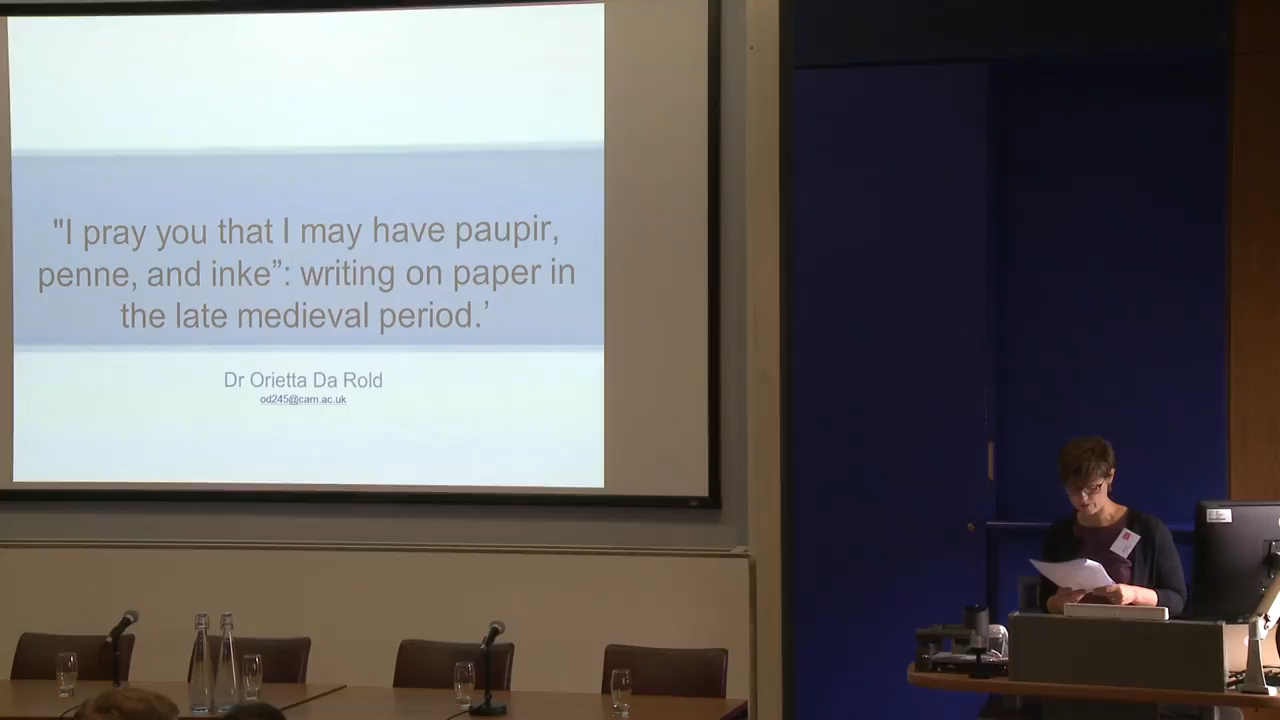 "I pray you that I may have paupir,
penne, and inke”: writing on paper in
the late medieval period.’
Dr Orietta Da Rold
od245@cam.ac.uk